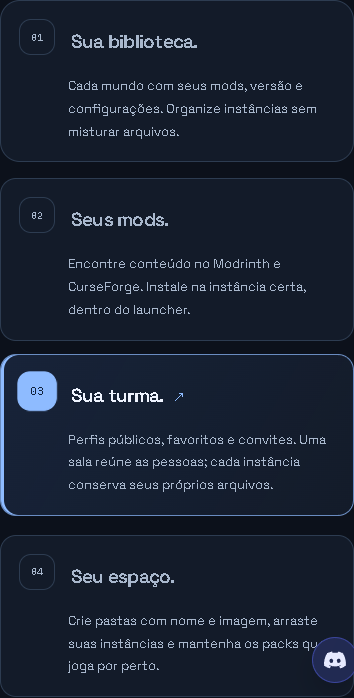 01
Sua biblioteca.
Cada mundo com seus mods, versão e
configurações. Organize instâncias sem
misturar arquivos.
02
Seus mods.
Encontre conteúdo no Modrinth e
CurseForge. Instale na instância certa,
dentro do launcher.
03
Sua turma. ↗
Perfis públicos, favoritos e convites. Uma
sala reúne as pessoas; cada instância
conserva seus próprios arquivos.
04
Seu espaço.
Crie pastas com nome e imagem, arraste
suas instâncias e mantenha os packs
joga por perto.